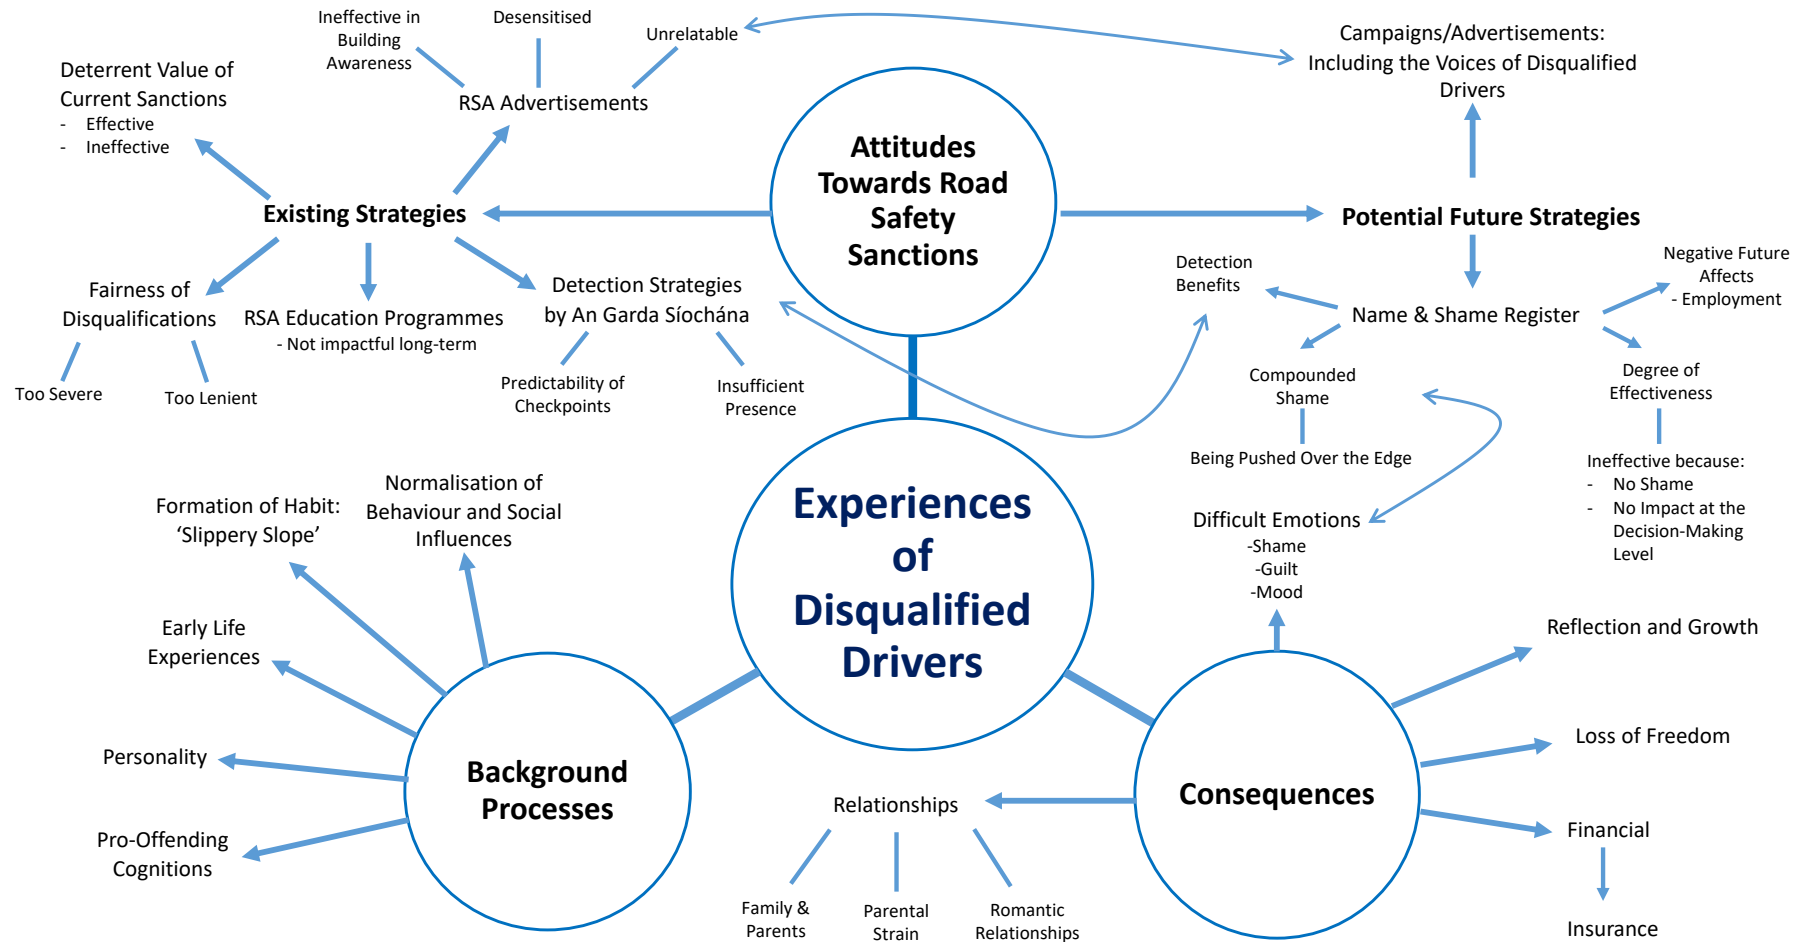 Ineffective in
Building
Awareness
Desensitised
Unrelatable
Campaigns/Advertisements:
Including the Voices of Disqualified
Drivers
Deterrent Value of
Current Sanctions
- Effective
- Ineffective
RSA Advertisements
Attitudes
Towards Road
Safety
Sanctions
Existing Strategies
Potential Future Strategies
Fairness of
Disqualifications
RSA Education Programmes
- Not impactful long-term
Detection Strategies
by An Garda Síochána
Detection
Benefits
Name & Shame Register
Negative Future
Affects
- Employment
Too Severe
Too Lenient
Predictability of
Checkpoints
Insufficient
Presence
Compounded
Shame
Degree of
Effectiveness
Being Pushed Over the Edge
Ineffective because:
- No Shame
- No Impact at the
Decision-Making
Level
Formation of Habit:
‘Slippery Slope’
Normalisation of
Behaviour and Social
Influences
Experiences
of
Disqualified
Drivers
Difficult Emotions
-Shame
-Guilt
-Mood
Early Life
Experiences
Reflection and Growth
Personality
Loss of Freedom
Background
Processes
Relationships
Consequences
Pro-Offending
Cognitions
Financial
Family &
Parents
Parental
Strain
Romantic
Relationships
Insurance